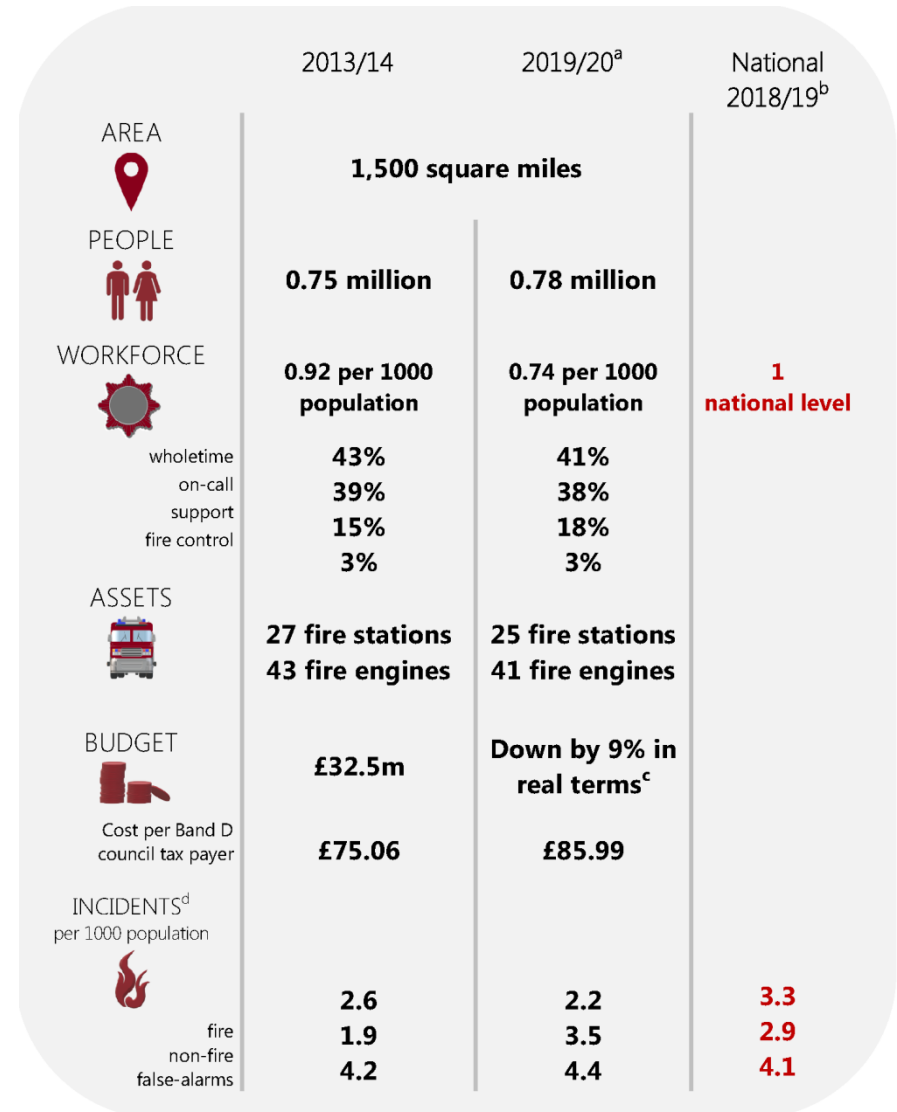 2013/14 2019/20ᵃ National
2018/19ᵇ
AREA
1,500 square miles
PEOPLE
0.75 million 0.78 million
WORKFORCE
0.92 per 1000 0.74 per 1000 1
population population national level
wholetime 43% 41%
on-call 39% 38%
support 15% 18%
fire control 3% 3%
ASSETS
27 fire stations 25 fire stations
43 fire engines 41 fire engines
BUDGET
£32.5m Down by 9% in
real termsᶜ
Cost per Band D
council tax payer £75.06 £85.99
INCIDENTSᵈ
per 1000 population
fire 2.6 2.2 3.3
non-fire 1.9 3.5 2.9
false-alarms 4.2 4.4 4.1